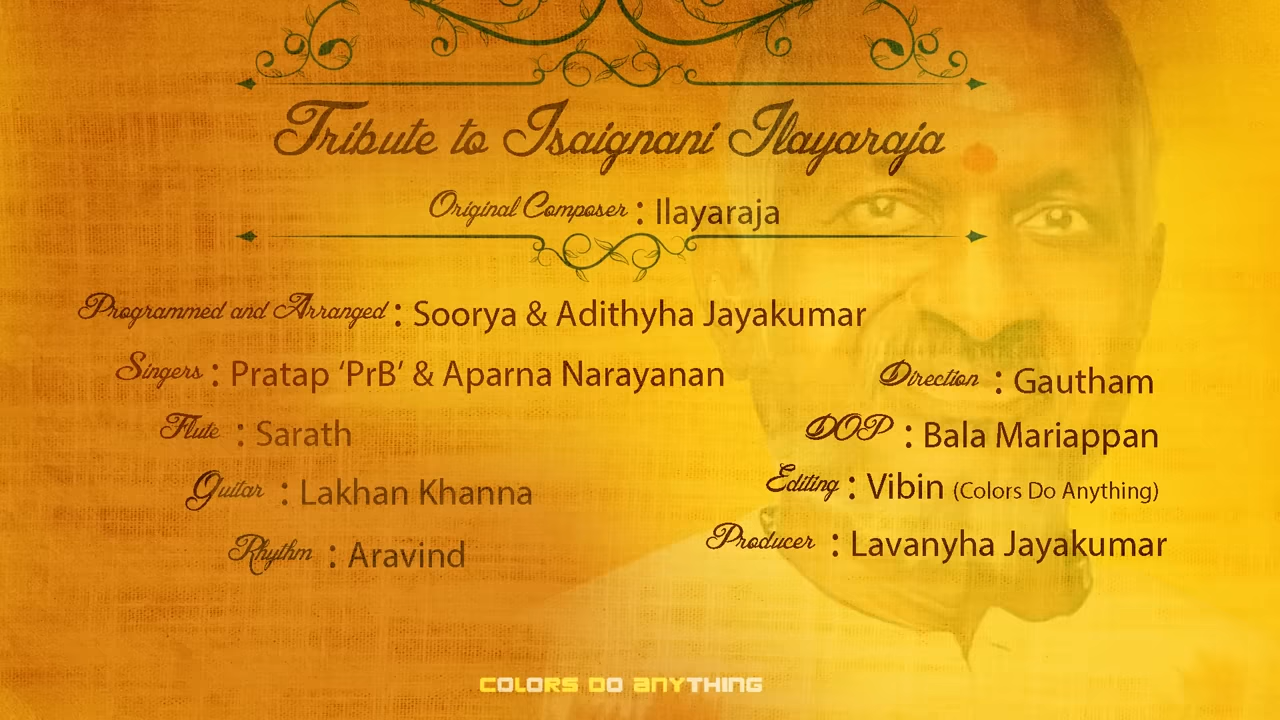 Tribute to Isaignani Ilayaraja
Original Composer : Ilayaraja
Programmed and Arranged : Soorya & Adithyha Jayakumar
Singers : Pratap ‘PrB’ & Aparna Narayanan
Flute : Sarath
Guitar : Lakhan Khanna
Rhythm : Aravind
Direction : Gautham
DOP : Bala Mariappan
Editing : Vibin (Colors Do Anything)
Producer : Lavanyha Jayakumar
COLORS DO ANYTHING